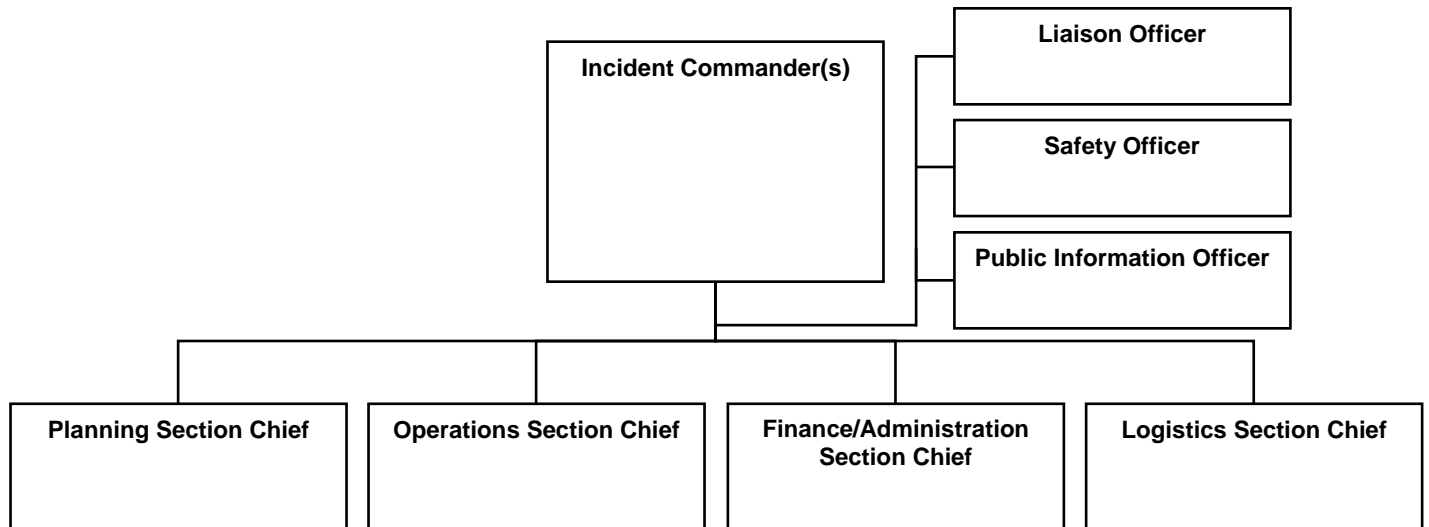 Liaison Officer
Incident Commander(s)
Safety Officer
Public Information Officer
Planning Section Chief
Operations Section Chief
Finance/Administration
Section Chief
Logistics Section Chief